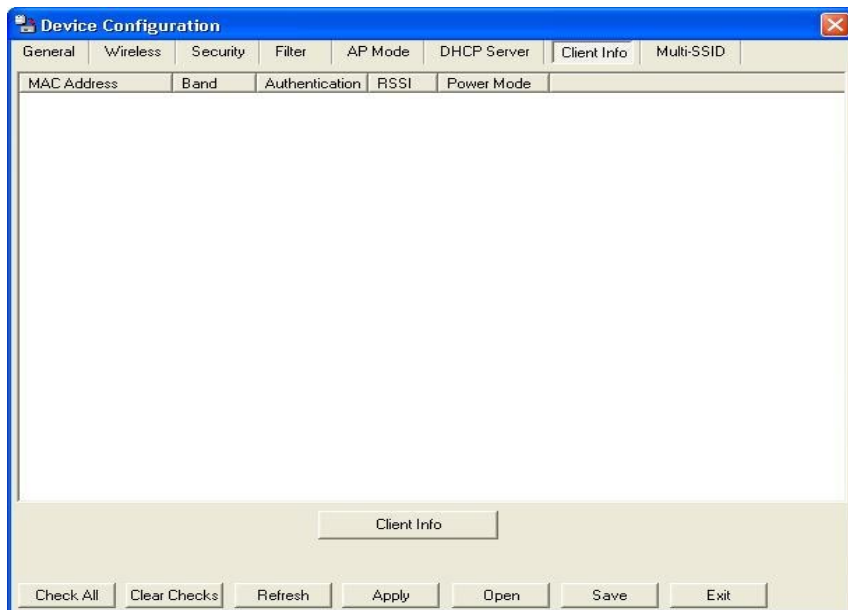 Device Configuration
General Wireless Security Filter AP Mode DHCP Server Client Info Multi-SSID
MAC Address Band Authentication RSSI Power Mode
Client Info
Check All Clear Checks Refresh Apply Open Save Exit